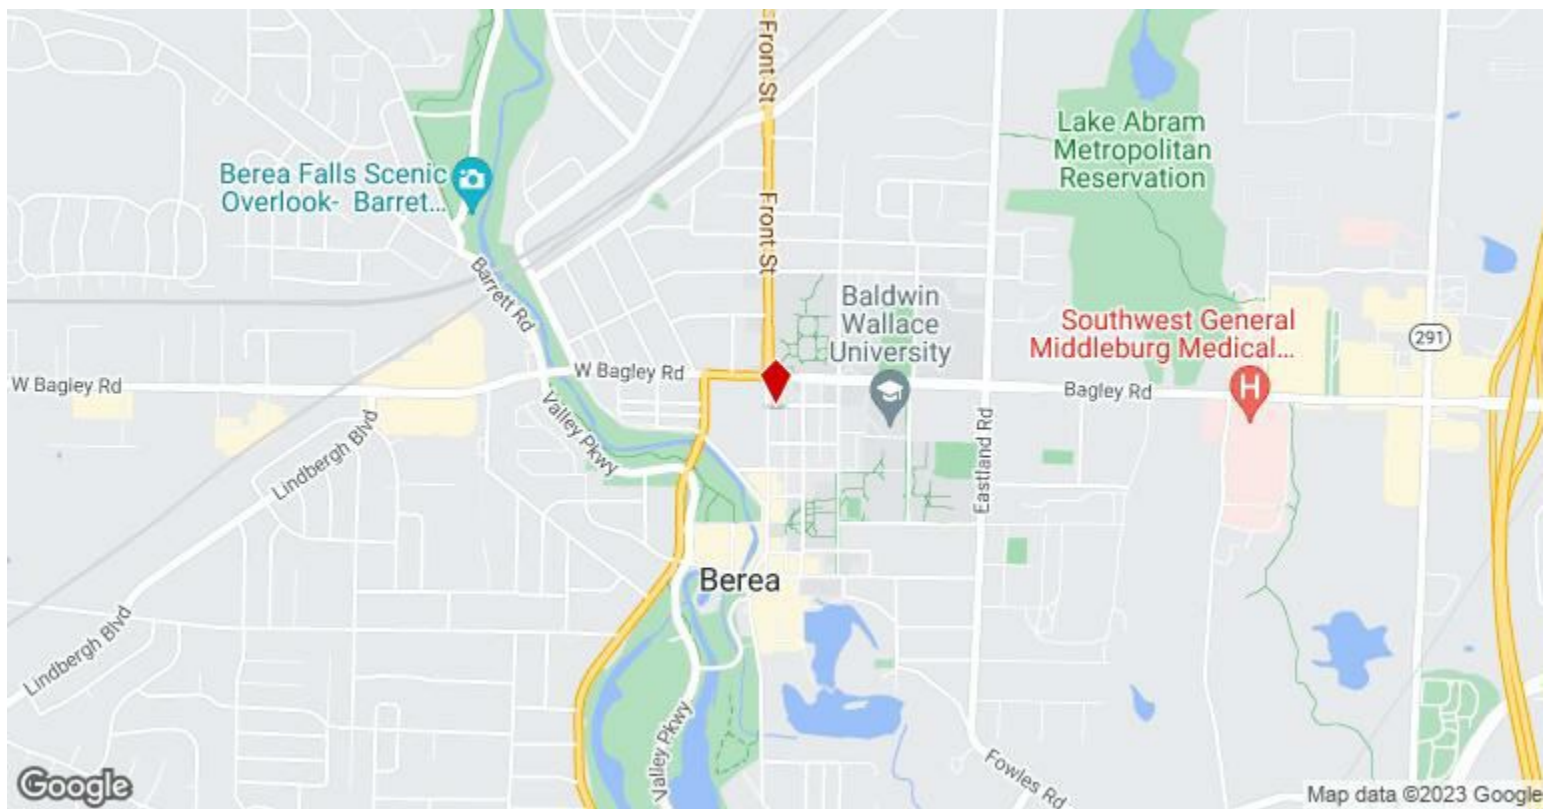 Front St
Lake Abram
Metropolitan
Reservation
Berea Falls Scenic
Overlook-  Barret...
Front St
Barrett Rd
Baldwin
Wallace
University
Southwest General
Middleburg Medical...
291
W Bagley Rd
W Bagley Rd
Bagley Rd
H
Lindbergh Blvd
Valley Pkwy
Eastland Rd
Berea
Lindbergh Blvd
Valley Pkwy
Fowles Rd
Google
Map data ©2023 Google